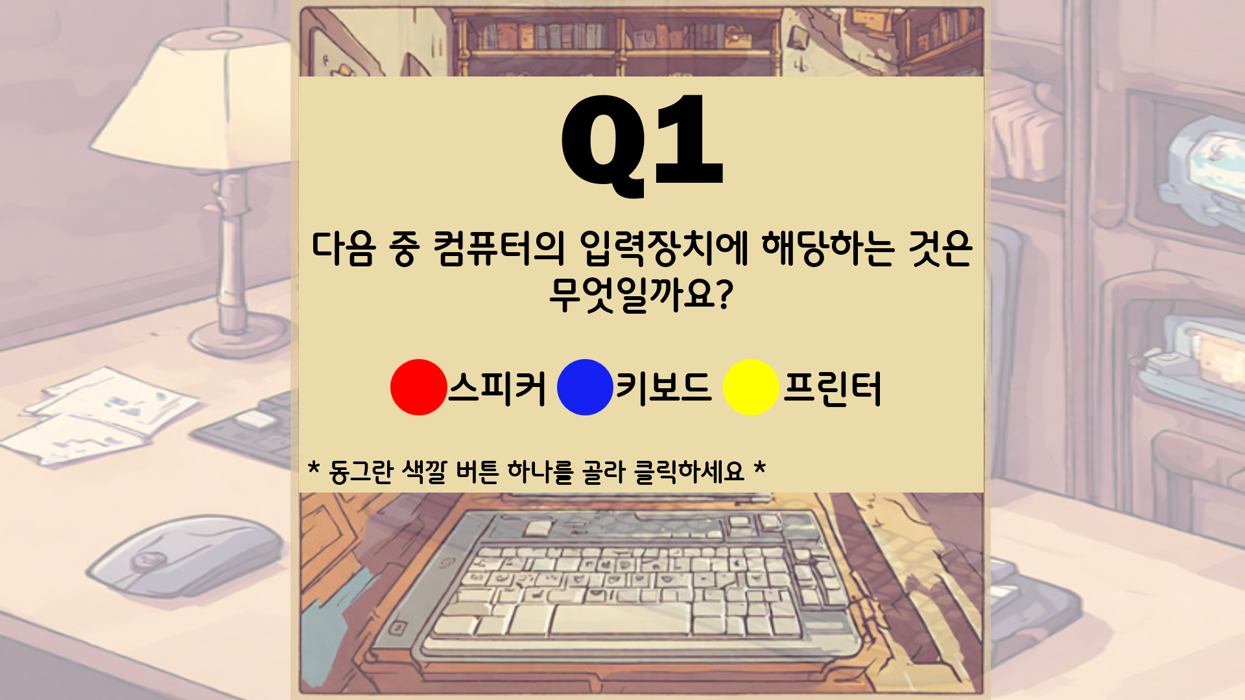 Q1
다음 중 컴퓨터의 입력장치에 해당하는 것은
무엇일까요?
스피커 키보드 프린터
* 동그란 색깔 버튼 하나를 골라 클릭하세요 *